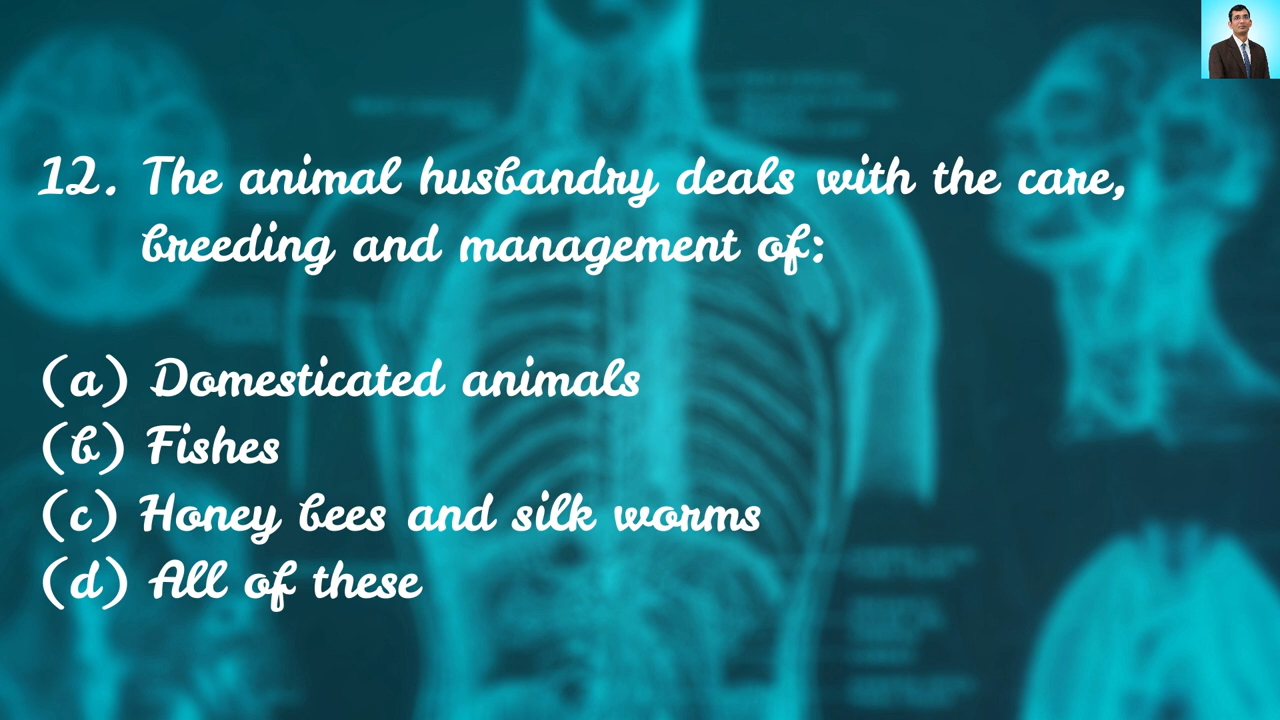 12. The animal husbandry deals with the care,
breeding and management of:
(a) Domesticated animals
(b) Fishes
(c) Honey bees and silk worms
(d) All of these